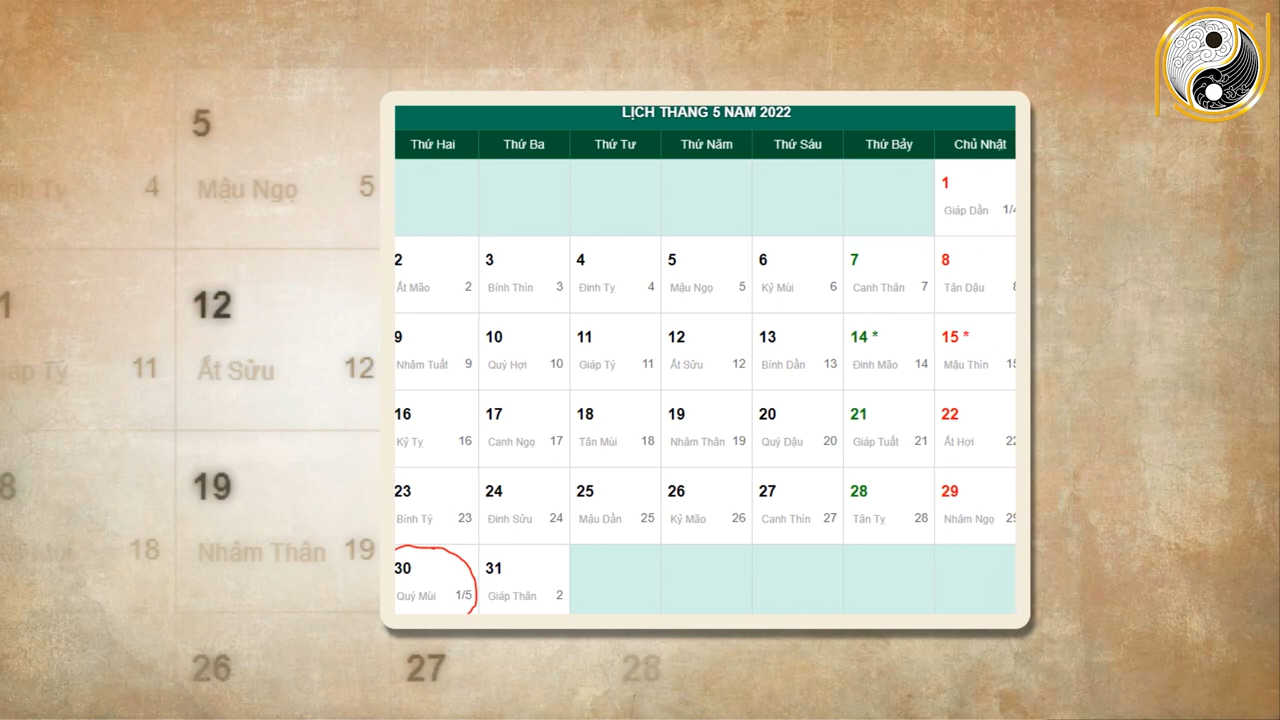 LỊCH THÁNG 5 NĂM 2022
Thứ Hai Thứ Ba Thứ Tư Thứ Năm Thứ Sáu Thứ Bảy Chủ Nhật
1
Giáp Dần 1/4
2 3 4 5 6 7 8
Ất Mão 2 Bính Thìn 3 Đinh Tỵ 4 Mậu Ngọ 5 Kỷ Mùi 6 Canh Thân 7 Tân Dậu 8
9 10 11 12 13 14 * 15 *
Nhâm Tuất 9 Quý Hợi 10 Giáp Tý 11 Ất Sửu 12 Bính Dần 13 Đinh Mão 14 Mậu Thìn 15
16 17 18 19 20 21 22
Kỷ Tỵ 16 Canh Ngọ 17 Tân Mùi 18 Nhâm Thân 19 Quý Dậu 20 Giáp Tuất 21 Ất Hợi 22
23 24 25 26 27 28 29
Bính Tý 23 Đinh Sửu 24 Mậu Dần 25 Kỷ Mão 26 Canh Thìn 27 Tân Tỵ 28 Nhâm Ngọ 29
30 31
Quý Mùi 1/5 Giáp Thân 2
5
4 Mậu Ngọ 5
12
11 Ất Sửu 12
19
18 Nhâm Thân 19
26 27 28